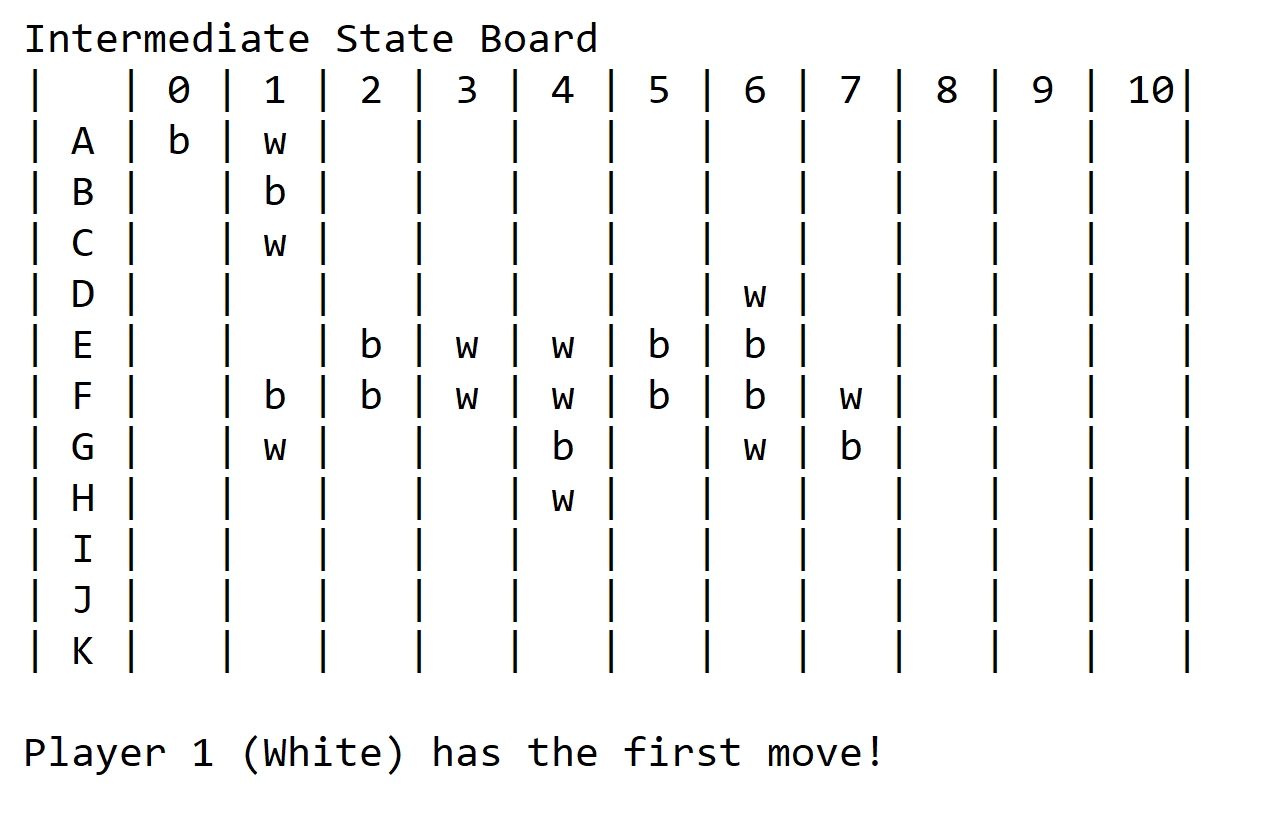 Intermediate State Board
|   | 0 | 1 | 2 | 3 | 4 | 5 | 6 | 7 | 8 | 9 | 10|
| A | b | w |   |   |   |   |   |   |   |   |   |
| B |   | b |   |   |   |   |   |   |   |   |   |
| C |   | w |   |   |   |   |   |   |   |   |   |
| D |   |   |   |   |   |   | w |   |   |   |   |
| E |   |   | b | w | w | b | b |   |   |   |   |
| F |   | b | b | w | w | b | b | w |   |   |   |
| G |   | w |   |   | b |   | w | b |   |   |   |
| H |   |   |   |   | w |   |   |   |   |   |   |
| I |   |   |   |   |   |   |   |   |   |   |   |
| J |   |   |   |   |   |   |   |   |   |   |   |
| K |   |   |   |   |   |   |   |   |   |   |   |
Player 1 (White) has the first move!